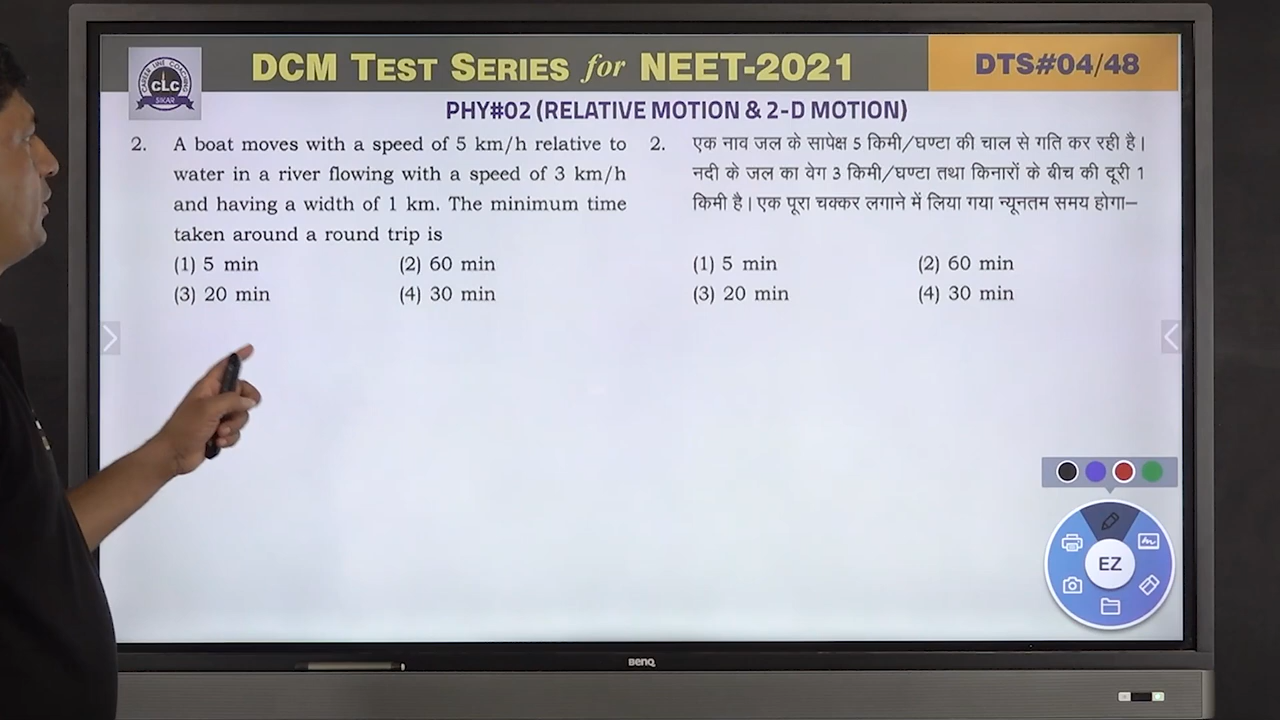 DCM TEST SERIES for NEET-2021
DTS#04/48
CAREER LINE COACHING
CLC
SIKAR
PHY#02 (RELATIVE MOTION & 2-D MOTION)
2. A boat moves with a speed of 5 km/h relative to
water in a river flowing with a speed of 3 km/h
and having a width of 1 km. The minimum time
taken around a round trip is
(1) 5 min (2) 60 min
(3) 20 min (4) 30 min
2. एक नाव जल के सापेक्ष 5 किमी/घण्टा की चाल से गति कर रही है।
नदी के जल का वेग 3 किमी/घण्टा तथा किनारों के बीच की दूरी 1
किमी है। एक पूरा चक्कर लगाने में लिया गया न्यूनतम समय होगा–
(1) 5 min (2) 60 min
(3) 20 min (4) 30 min
EZ
BenQ